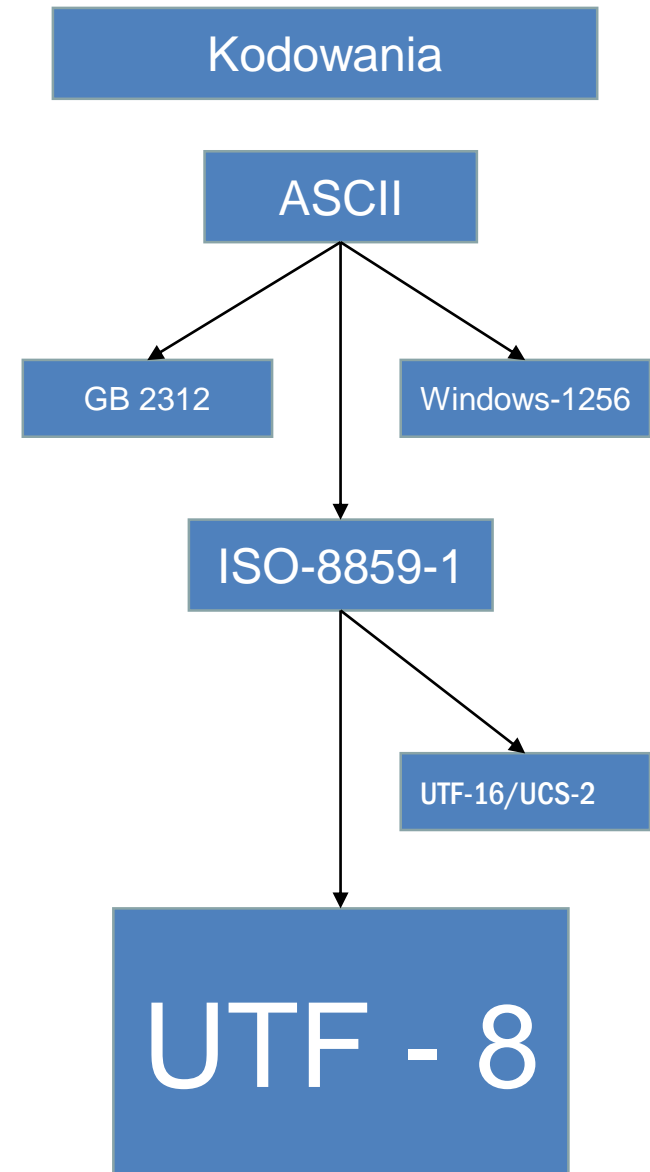 Kodowania
ASCII
GB 2312
Windows-1256
ISO-8859-1
UTF-16/UCS-2
UTF - 8